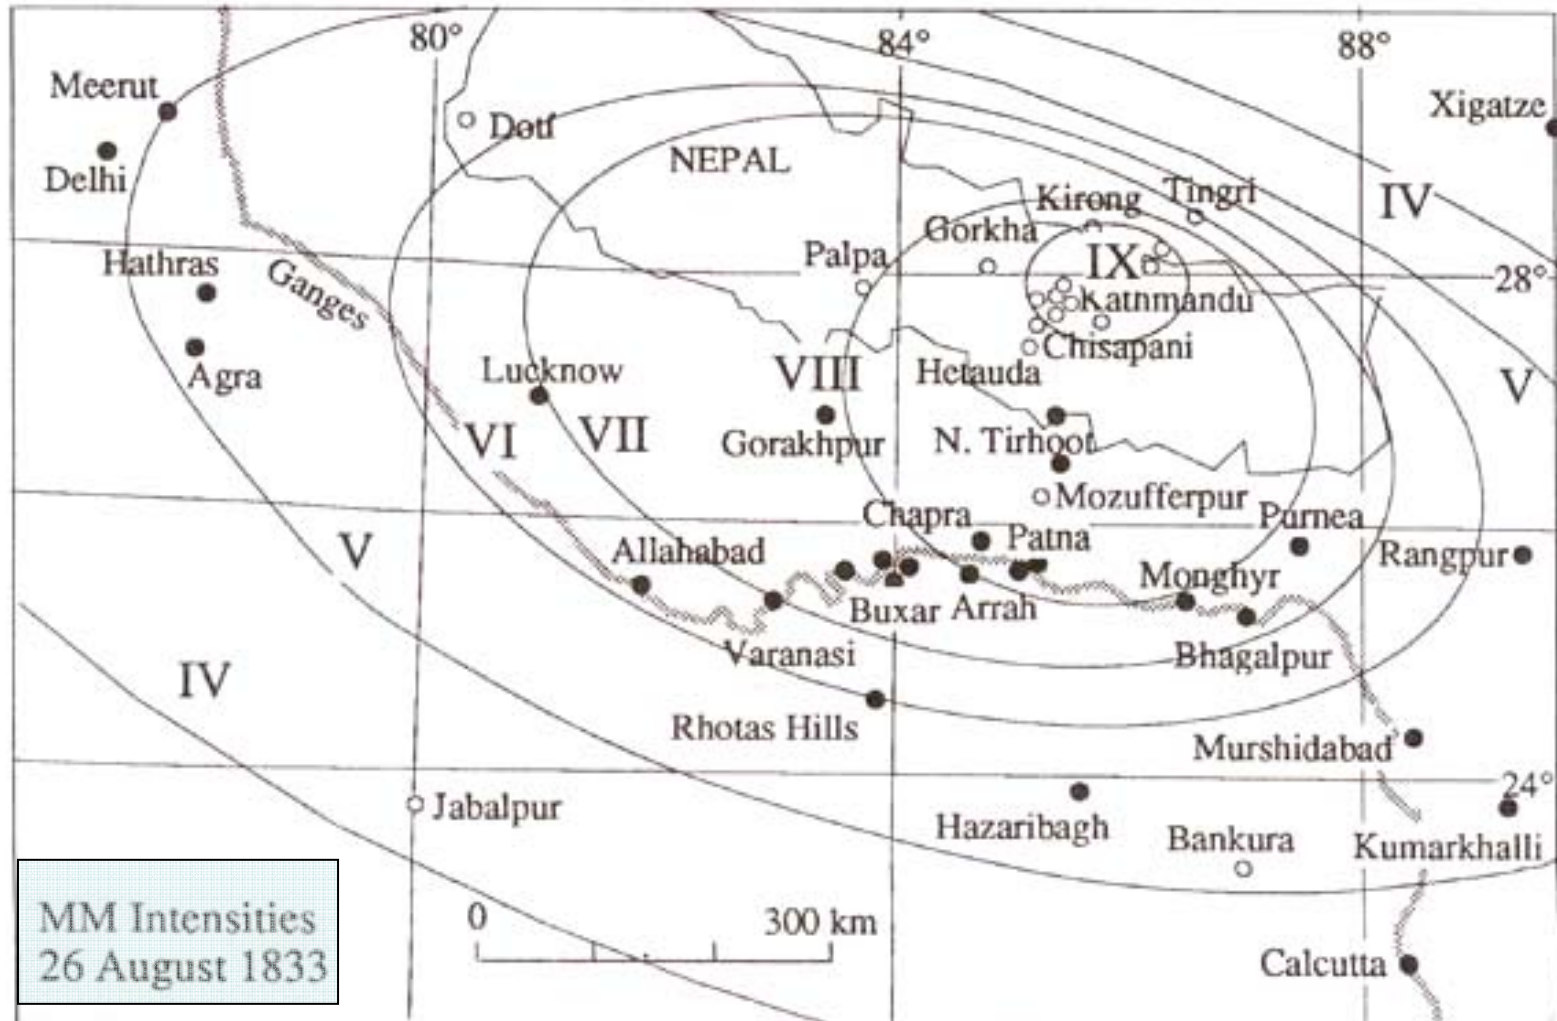 80°
84°
88°
Meerut
Xigatze
Doti
NEPAL
Delhi
Kirong
Tingri
IV
Gorkha
Palpa
IX
Hathras
28°
Ganges
Kathmandu
Chisapani
Lucknow
VIII
Hetauda
Agra
V
VI
VII
Gorakhpur
N. Tirhoot
Mozufferpur
Chapra
Purnea
V
Allahabad
Patna
Rangpur
Monghyr
Buxar
Arrah
Varanasi
Bhagalpur
IV
Rhotas Hills
Murshidabad
24°
Jabalpur
Hazaribagh
Bankura
Kumarkhalli
MM Intensities
26 August 1833
0
300 km
Calcutta